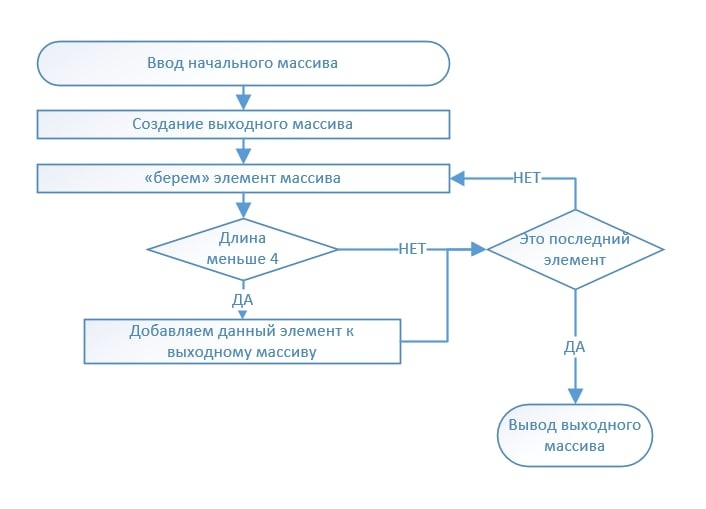 Ввод начального массива
Создание выходного массива
«берем» элемент массива
НЕТ
Длина
меньше 4
НЕТ
Это последний
элемент
ДА
Добавляем данный элемент к
выходному массиву
ДА
Вывод выходного
массива